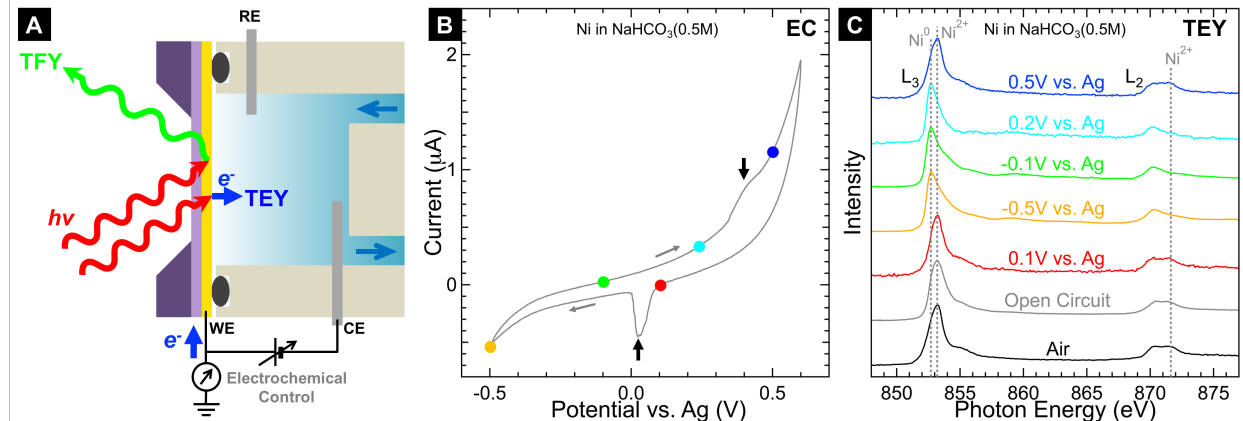 A
RE
TFY
e-
TEY
hν
WE
CE
e-
Electrochemical
Control
B
Ni in NaHCO3(0.5M)
EC
Current (μA)
2
1
0
-0.5
0.0
0.5
Potential vs. Ag (V)
C
Ni in NaHCO3(0.5M)
TEY
Ni0
Ni2+
Ni2+
L3
L2
0.5V vs. Ag
0.2V vs. Ag
-0.1V vs. Ag
-0.5V vs. Ag
0.1V vs. Ag
Open Circuit
Air
Intensity
850
855
860
865
870
875
Photon Energy (eV)